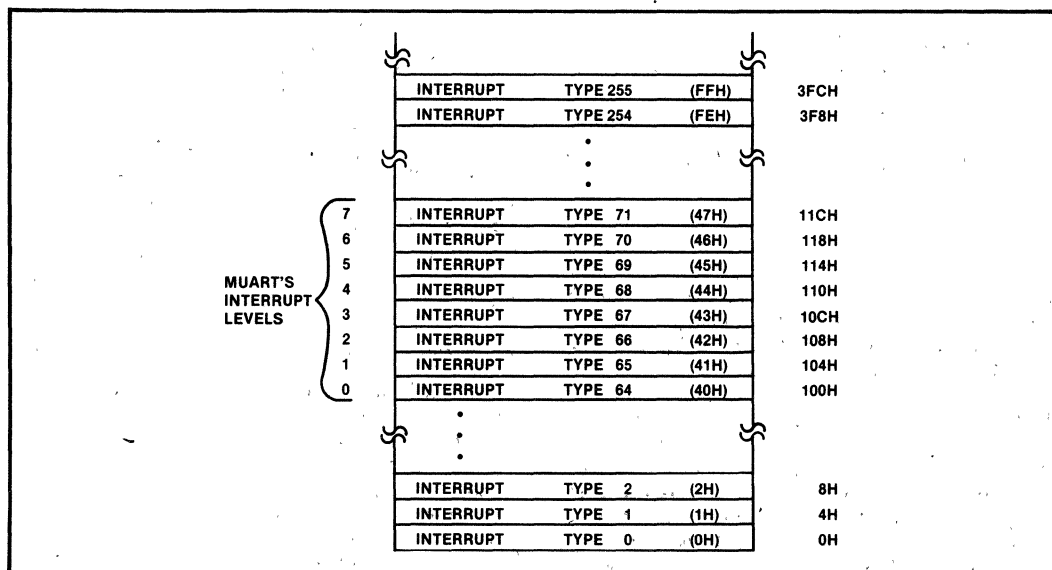 INTERRUPT TYPE 255 (FFH) 3FCH
INTERRUPT TYPE 254 (FEH) 3F8H
7 INTERRUPT TYPE 71 (47H) 11CH
6 INTERRUPT TYPE 70 (46H) 118H
5 INTERRUPT TYPE 69 (45H) 114H
4 INTERRUPT TYPE 68 (44H) 110H
3 INTERRUPT TYPE 67 (43H) 10CH
2 INTERRUPT TYPE 66 (42H) 108H
1 INTERRUPT TYPE 65 (41H) 104H
0 INTERRUPT TYPE 64 (40H) 100H
MUART'S
INTERRUPT
LEVELS
INTERRUPT TYPE 2 (2H) 8H
INTERRUPT TYPE 1 (1H) 4H
INTERRUPT TYPE 0 (0H) 0H